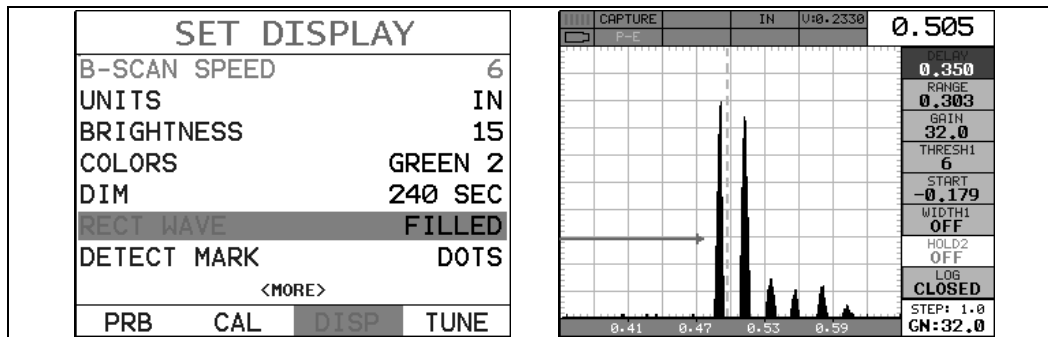 SET DISPLAY
B-SCAN SPEED 6
UNITS IN
BRIGHTNESS 15
COLORS GREEN 2
DIM 240 SEC
RECT WAVE FILLED
DETECT MARK DOTS
<MORE>
PRB CAL DISP TUNE
CAPTURE IN V:0.2330
P-E
0.505
DELAY
0.350
RANGE
0.303
GAIN
32.0
THRESH1
6
START
-0.179
WIDTH1
OFF
HOLD2
OFF
LOG
CLOSED
STEP: 1.0
GN:32.0
0.41 0.47 0.53 0.59